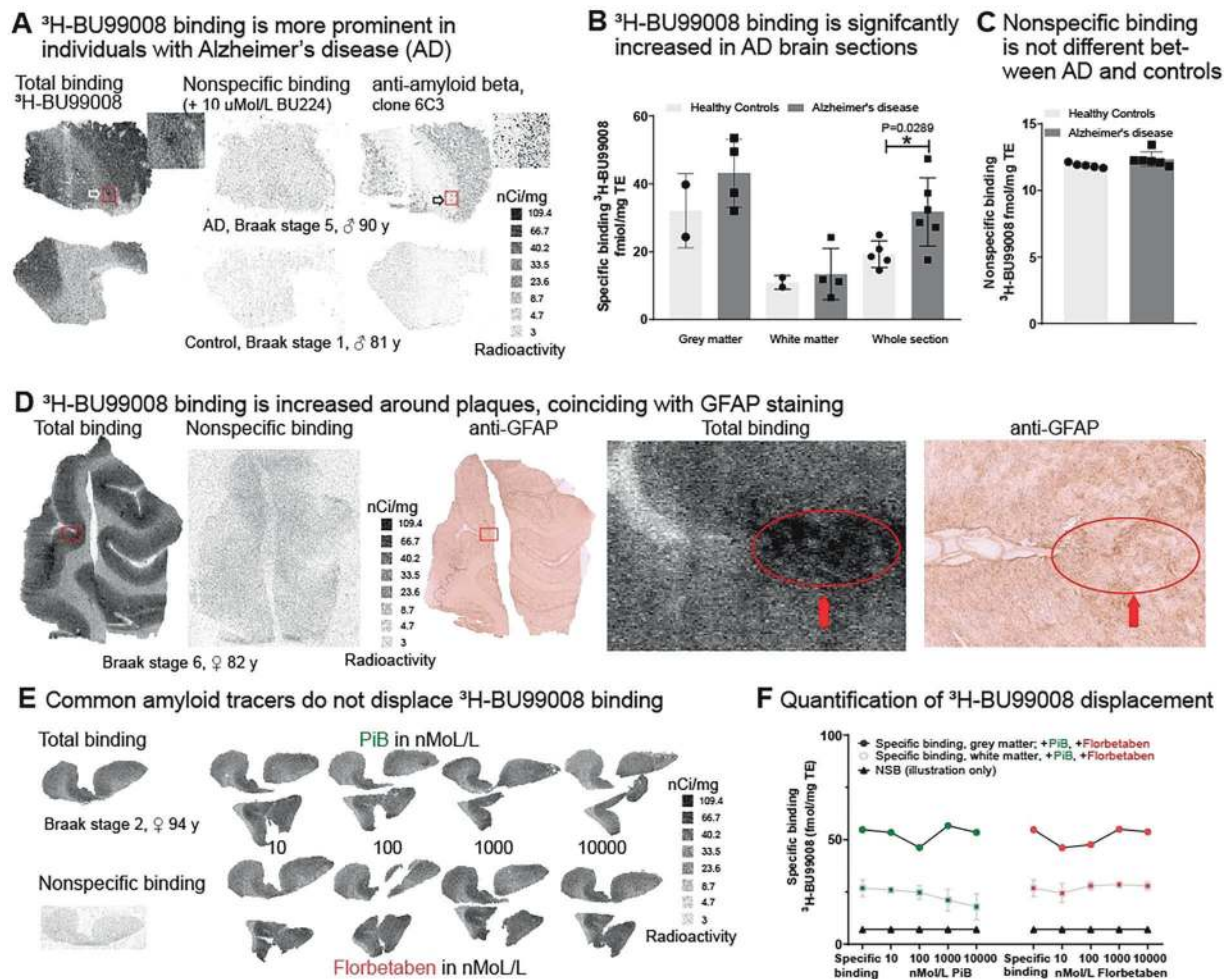 A ³H-BU99008 binding is more prominent in
individuals with Alzheimer's disease (AD)
Total binding
³H-BU99008
Nonspecific binding
(+ 10 µMol/L BU224)
anti-amyloid beta,
clone 6C3
nCi/mg
109.4
66.7
40.2
33.5
23.6
8.7
4.7
3
Radioactivity
AD, Braak stage 5, ♂ 90 y
Control, Braak stage 1, ♂ 81 y
B ³H-BU99008 binding is signifcantly
increased in AD brain sections
Healthy Controls
Alzheimer's disease
P=0.0289
*
Specific binding ³H-BU99008
fmiol/mg TE
60
40
20
0
Grey matter
White matter
Whole section
C Nonspecific binding
is not different bet-
ween AD and controls
Healthy Controls
Alzheimer's disease
Nonspecific binding
³H-BU99008 fmol/mg TE
15
10
5
0
D ³H-BU99008 binding is increased around plaques, coinciding with GFAP staining
Total binding
Nonspecific binding
anti-GFAP
Total binding
anti-GFAP
nCi/mg
109.4
66.7
40.2
33.5
23.6
8.7
4.7
3
Radioactivity
Braak stage 6, ♀ 82 y
E Common amyloid tracers do not displace ³H-BU99008 binding
Total binding
PiB in nMoL/L
Braak stage 2, ♀ 94 y
10
100
1000
10000
Nonspecific binding
Florbetaben in nMoL/L
nCi/mg
109.4
66.7
40.2
33.5
23.6
8.7
4.7
3
Radioactivity
F Quantification of ³H-BU99008 displacement
Specific binding, grey matter; +PiB, +Florbetaben
Specific binding, white matter, +PiB, +Florbetaben
NSB (illustration only)
Specific binding
³H-BU99008 (fmol/mg TE)
100
50
0
Specific
binding
10
100
1000
10000
nMol/L PiB
Specific
binding
10
100
1000
10000
nMol/L Florbetaben